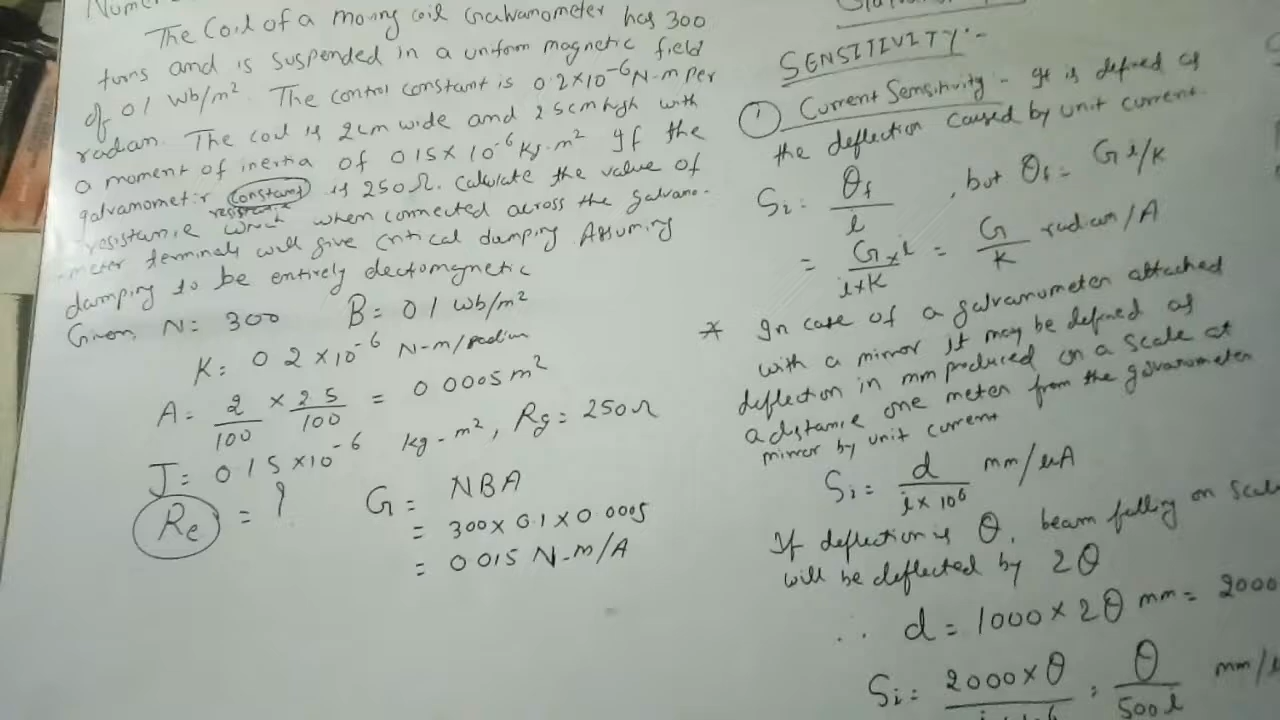 Numer
The Coil of a moving coil Galvanometer has 300
turns and is suspended in a uniform magnetic field
of 0.1 Wb/m². The control constant is 0.2×10⁻⁶ N-m per
radian. The coil is 2cm wide and 2.5cm high with
a moment of inertia of 0.15×10⁻⁶ kg.m² If the
galvanometer constant is 250Ω. Calculate the value of
resistance
resistance which when connected across the galvano-
-meter terminals will give critical damping Assuming
damping to be entirely electomagnetic
Given, N= 300 B= 0.1 Wb/m²
K= 0.2×10⁻⁶ N-m/radian
A= 2/100 × 2.5/100 = 0.0005 m²
J= 0.15×10⁻⁶ kg-m², Rg= 250Ω
Re = ?
G= NBA
= 300×0.1×0.0005
= 0.015 N-m/A
SENSITIVITY:-
① Current Sensitivity:- It is defined as
the deflection caused by unit current.
Si= θf/i , but θf= Gi/K
= G×i/i×K = G/K radian/A
* In case of a galvanometer attached
with a mirror it may be defined as
deflection in mm produced on a scale at
a distance one meter from the galvanometer
mirror by unit current
Si= d/i×10⁶ mm/μA
If deflection is θ, beam falling on scale
will be deflected by 2θ
∴ d= 1000×2θ mm= 2000
Si= 2000×θ = θ/500i mm/